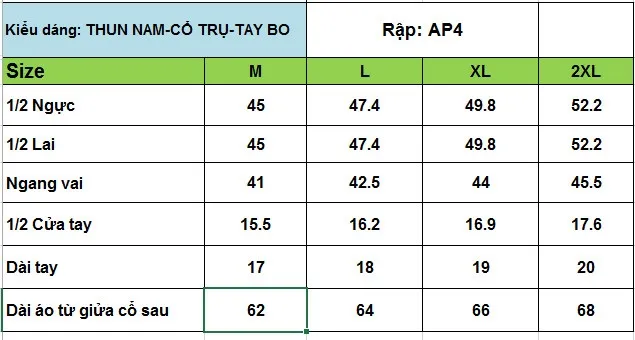 Kiểu dáng: THUN NAM-CỔ TRỤ-TAY BO Rập: AP4
Size M L XL 2XL
1/2 Ngực 45 47.4 49.8 52.2
1/2 Lai 45 47.4 49.8 52.2
Ngang vai 41 42.5 44 45.5
1/2 Cửa tay 15.5 16.2 16.9 17.6
Dài tay 17 18 19 20
Dài áo từ giửa cổ sau 62 64 66 68